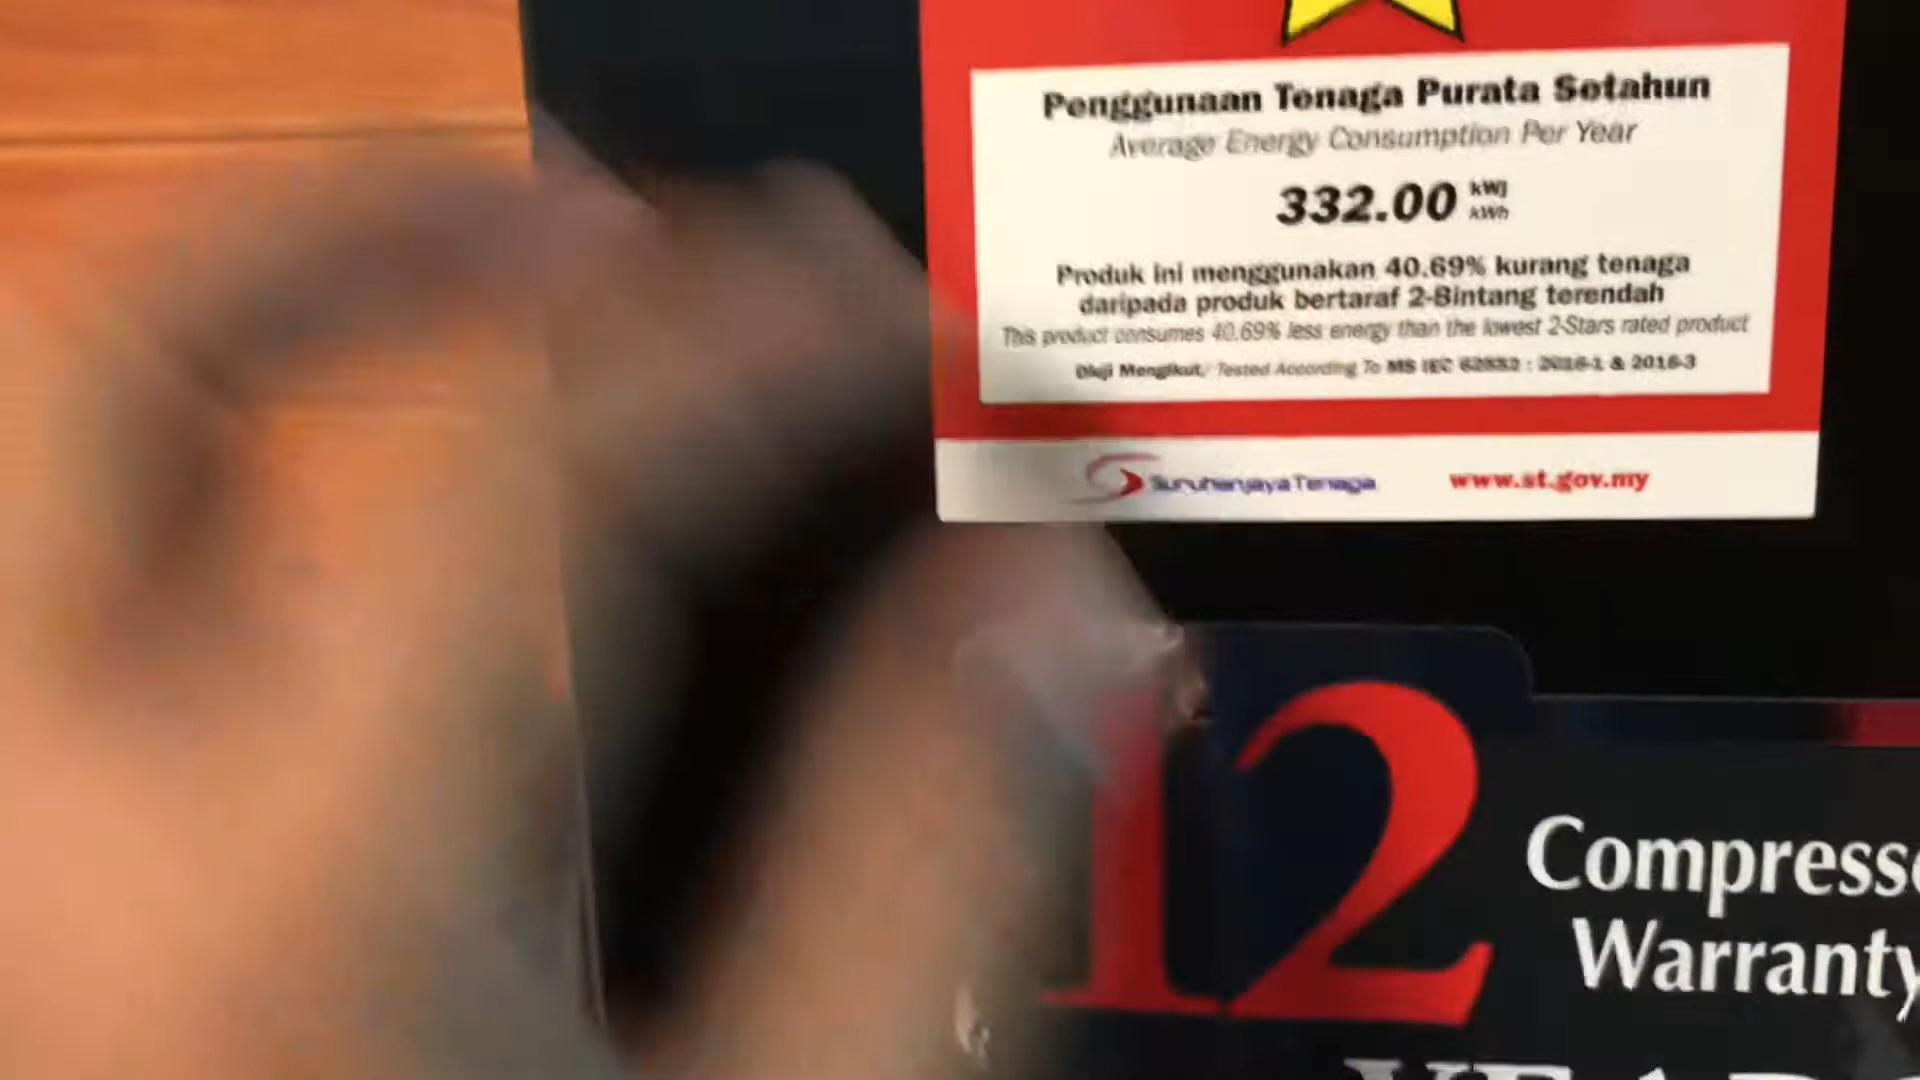 Penggunaan Tenaga Purata Setahun
Average Energy Consumption Per Year
332.00 kWj
kWh
Produk ini menggunakan 40.69% kurang tenaga
daripada produk bertaraf 2-Bintang terendah
This product consumes 40.69% less energy than the lowest 2-Stars rated product
Diuji Mengikut/ Tested According To MS IEC 62552 : 2016-1 & 2016-3
Suruhanjaya Tenaga
www.st.gov.my
12
Warranty